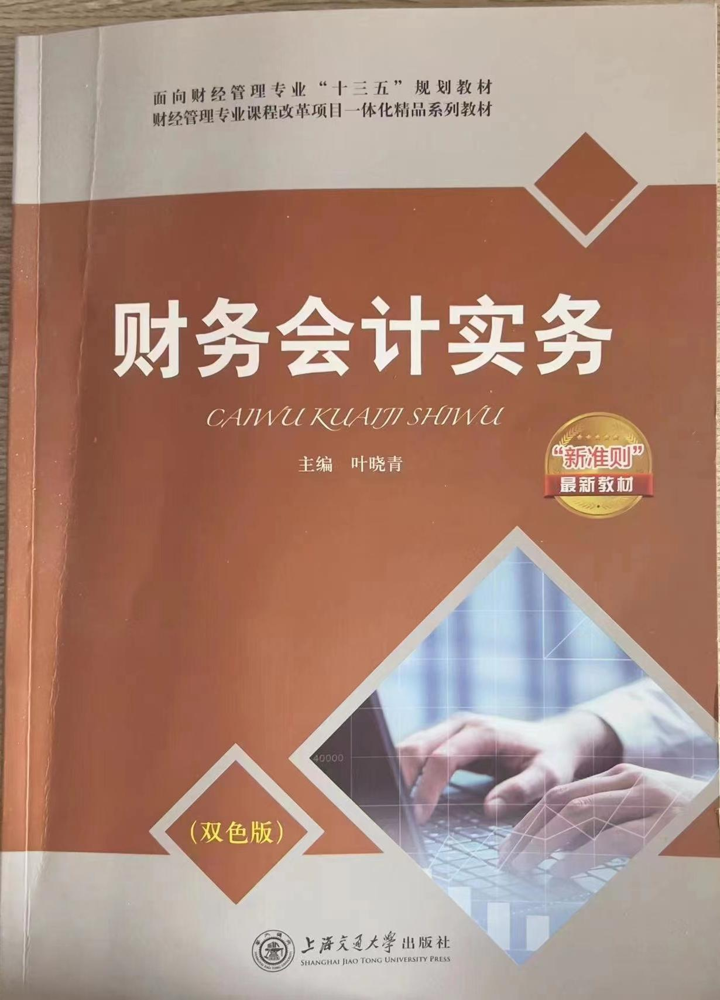 面向财经管理专业“十三五”规划教材
财经管理专业课程改革项目一体化精品系列教材
财务会计实务
CAIWU KUAIJI SHIWU
主编　叶晓青
“新准则”
最新教材
40000
（双色版）
上海交通大学出版社
SHANGHAI JIAO TONG UNIVERSITY PRESS